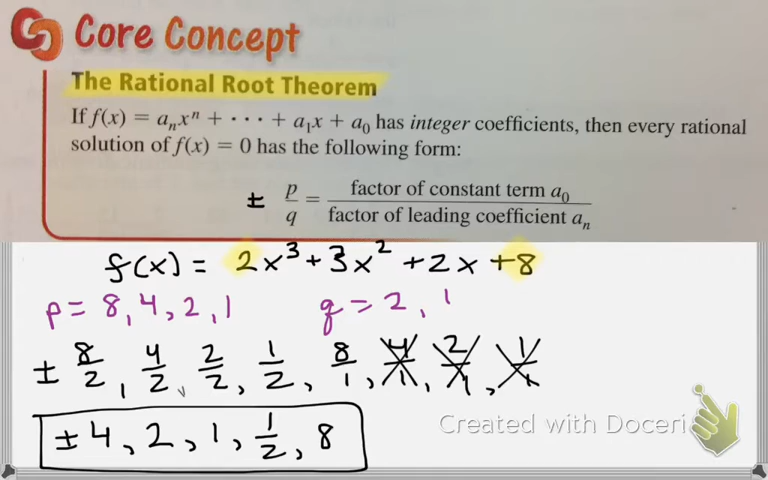 Core Concept
The Rational Root Theorem
If f(x) = aₙxⁿ + · · · + a₁x + a₀ has integer coefficients, then every rational
solution of f(x) = 0 has the following form:
± p/q = factor of constant term a₀ / factor of leading coefficient aₙ
f(x) = 2x³ + 3x² + 2x + 8
p = 8, 4, 2, 1 q = 2, 1
± 8/2, 4/2, 2/2, 1/2, 8/1, 4/1, 2/1, 1/1
± 4, 2, 1, 1/2, 8
Created with Doceri